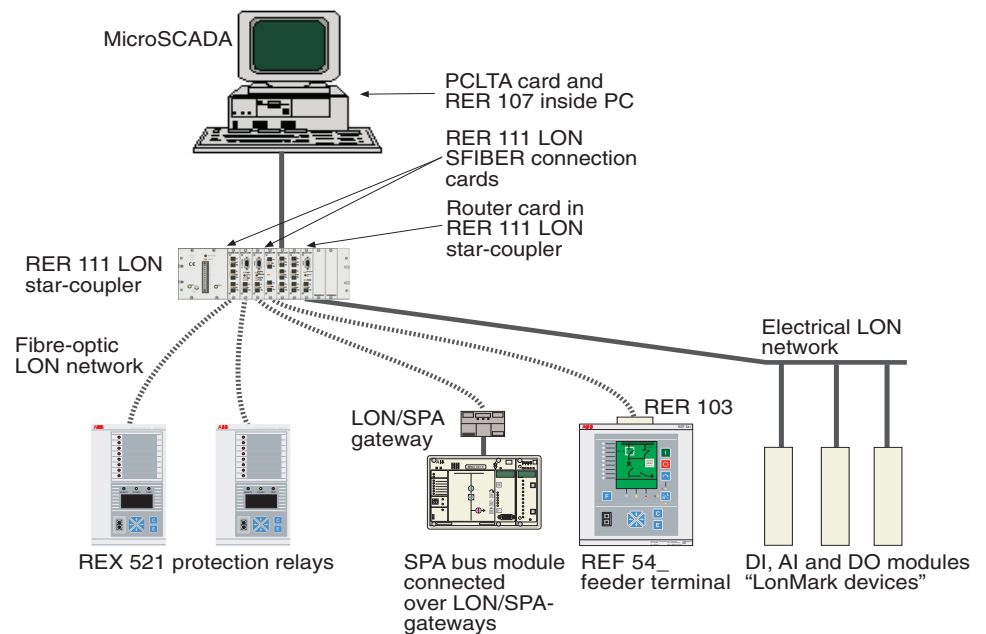 MicroSCADA
PCLTA card and
RER 107 inside PC
RER 111 LON
SFIBER connection
cards
Router card in
RER 111 LON
star-coupler
RER 111 LON
star-coupler
Fibre-optic
LON network
Electrical LON
network
LON/SPA
gateway
RER 103
ABB
ABB
ABB
REX 521 protection relays
SPA bus module
connected
over LON/SPA-
gateways
REF 54_
feeder terminal
DI, AI and DO modules
“LonMark devices”